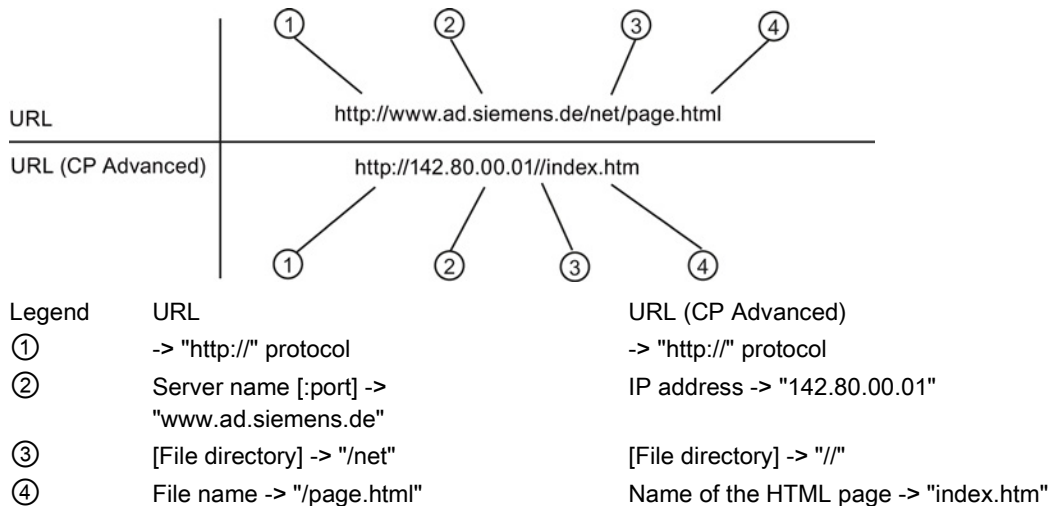 ① ② ③ ④
URL http://www.ad.siemens.de/net/page.html
URL (CP Advanced) http://142.80.00.01//index.htm
① ② ③ ④
Legend URL URL (CP Advanced)
① -> "http://" protocol -> "http://" protocol
② Server name [:port] -> IP address -> "142.80.00.01"
"www.ad.siemens.de"
③ [File directory] -> "/net" [File directory] -> "//"
④ File name -> "/page.html" Name of the HTML page -> "index.htm"